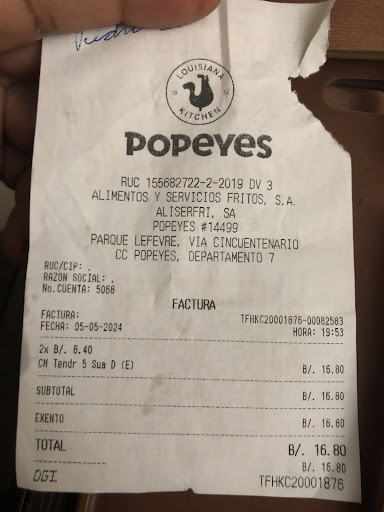 LOUISIANA
19 72
KITCHEN
POPEYES
RUC 155682722-2-2019 DV 3
ALIMENTOS Y SERVICIOS FRITOS, S.A.
ALISERFRI, SA
POPEYES #14499
PARQUE LEFEVRE, VIA CINCUENTENARIO
CC POPEYES, DEPARTAMENTO 7
RUC/CIP: .
RAZON SOCIAL: .
No.CUENTA: 5068
FACTURA
FACTURA: TFHKC20001876-00082583
FECHA: 05-05-2024 HORA: 19:53
2x B/. 8.40
CM Tendr 5 Sua D (E) B/. 16.80
SUBTOTAL B/. 16.80
EXENTO B/. 16.80
TOTAL B/. 16.80
B/. 16.80
DGI TFHKC20001876